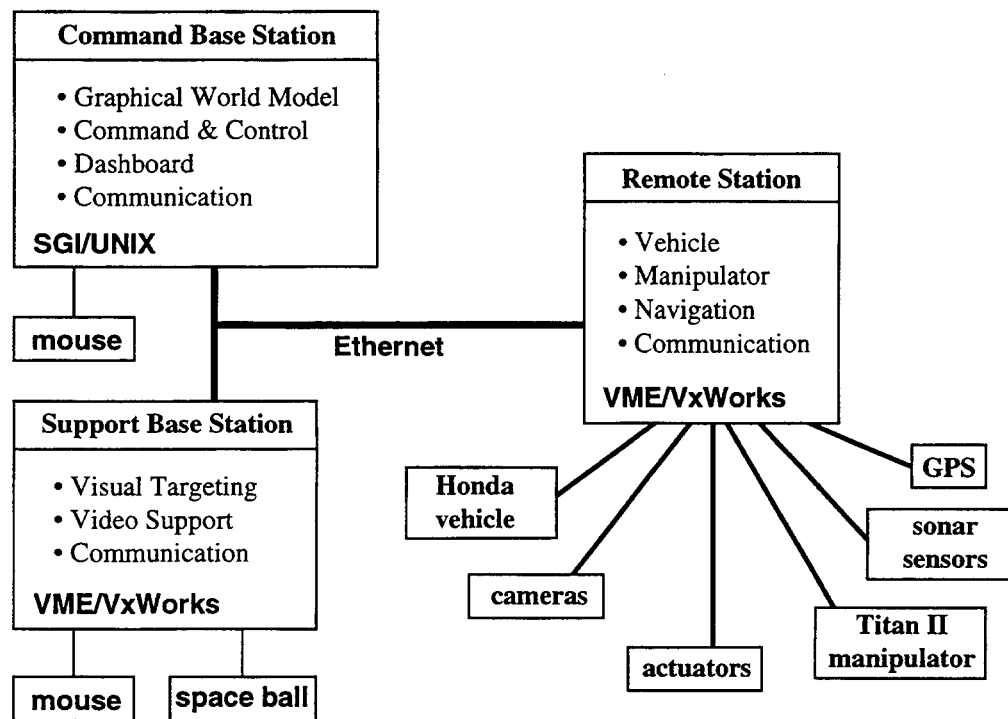 Command Base Station
• Graphical World Model
• Command & Control
• Dashboard
• Communication
SGI/UNIX
mouse
Ethernet
Support Base Station
• Visual Targeting
• Video Support
• Communication
VME/VxWorks
mouse
space ball
Remote Station
• Vehicle
• Manipulator
• Navigation
• Communication
VME/VxWorks
Honda
vehicle
cameras
actuators
Titan II
manipulator
sonar
sensors
GPS